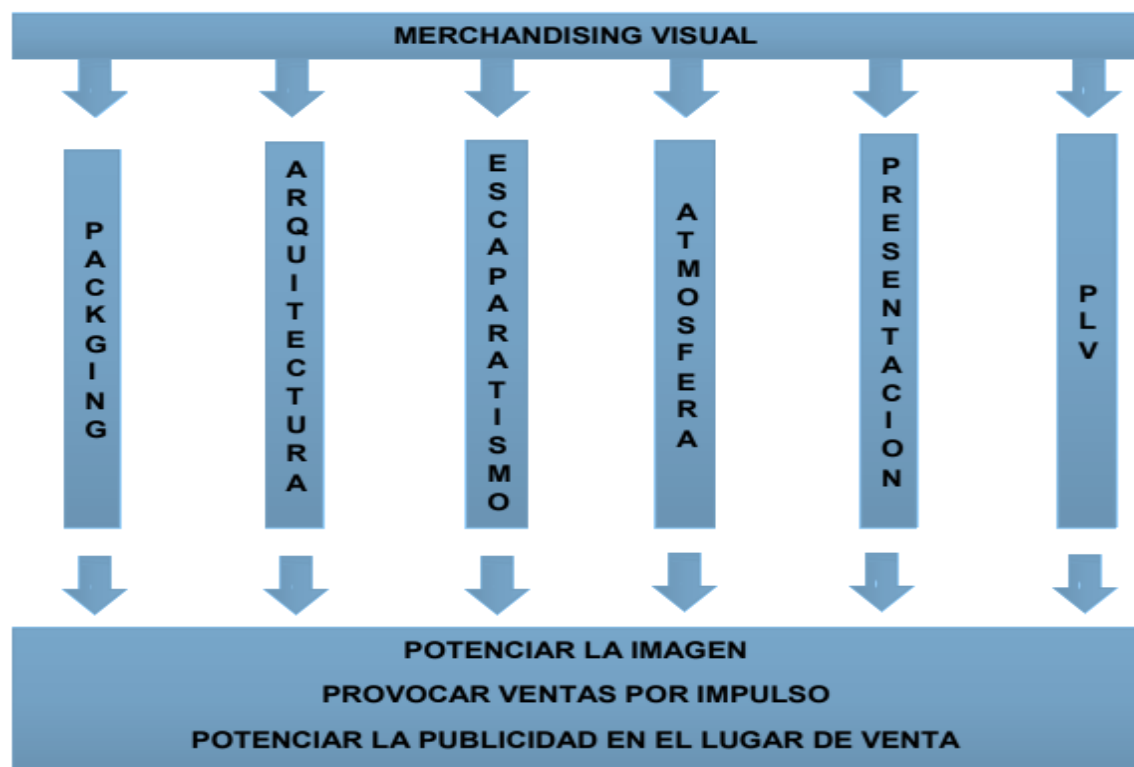 MERCHANDISING VISUAL
PACKGING
ARQUITECTURA
ESCAPARATISMO
ATMOSFERA
PRESENTACION
PLV
POTENCIAR LA IMAGEN
PROVOCAR VENTAS POR IMPULSO
POTENCIAR LA PUBLICIDAD EN EL LUGAR DE VENTA